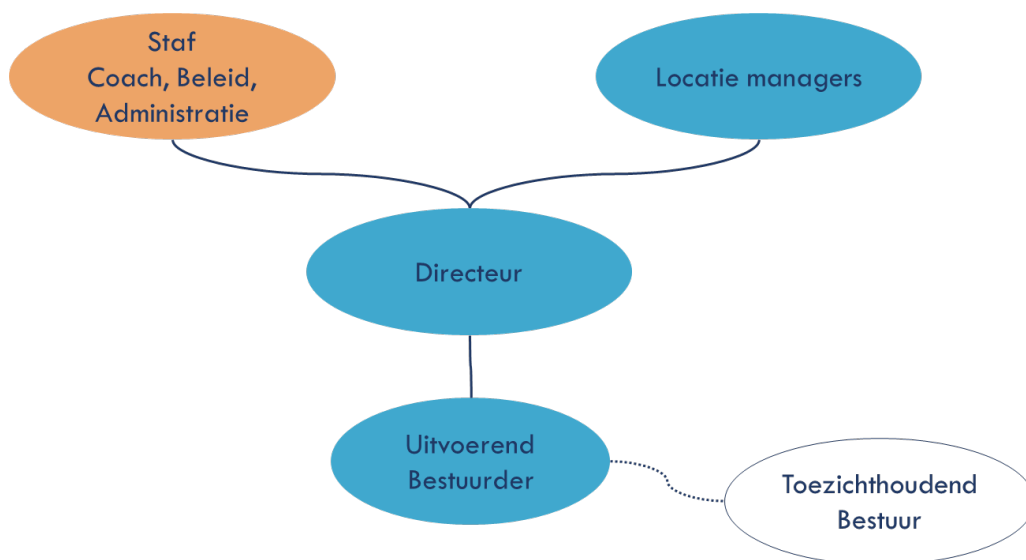 Staf
Coach, Beleid,
Administratie
Locatie managers
Directeur
Uitvoerend
Bestuurder
Toezichthoudend
Bestuur